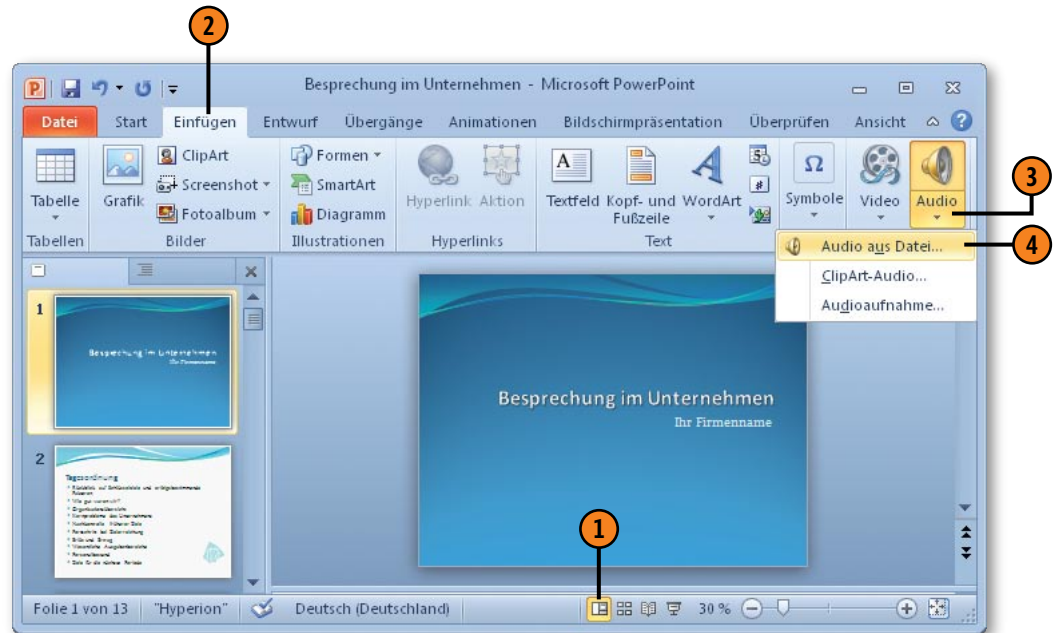 2
Besprechung im Unternehmen - Microsoft PowerPoint
Datei Start Einfügen Entwurf Übergänge Animationen Bildschirmpräsentation Überprüfen Ansicht
Tabelle
Tabellen
Grafik
ClipArt
Screenshot
Fotoalbum
Bilder
Formen
SmartArt
Diagramm
Illustrationen
Hyperlink Aktion
Hyperlinks
Textfeld Kopf- und Fußzeile WordArt
Text
Symbole
Video
Audio
3
Audio aus Datei...
4
ClipArt-Audio...
Audioaufnahme...
1
Besprechung im Unternehmen
Ihr Firmenname
2
Tagesordnung
Besprechung im Unternehmen
Ihr Firmenname
1
Folie 1 von 13 "Hyperion" Deutsch (Deutschland) 30 %